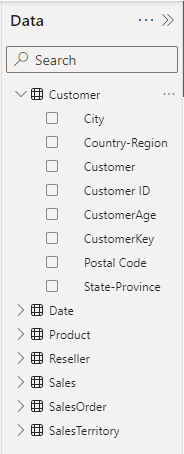 Data
Search
Customer
City
Country-Region
Customer
Customer ID
CustomerAge
CustomerKey
Postal Code
State-Province
Date
Product
Reseller
Sales
SalesOrder
SalesTerritory